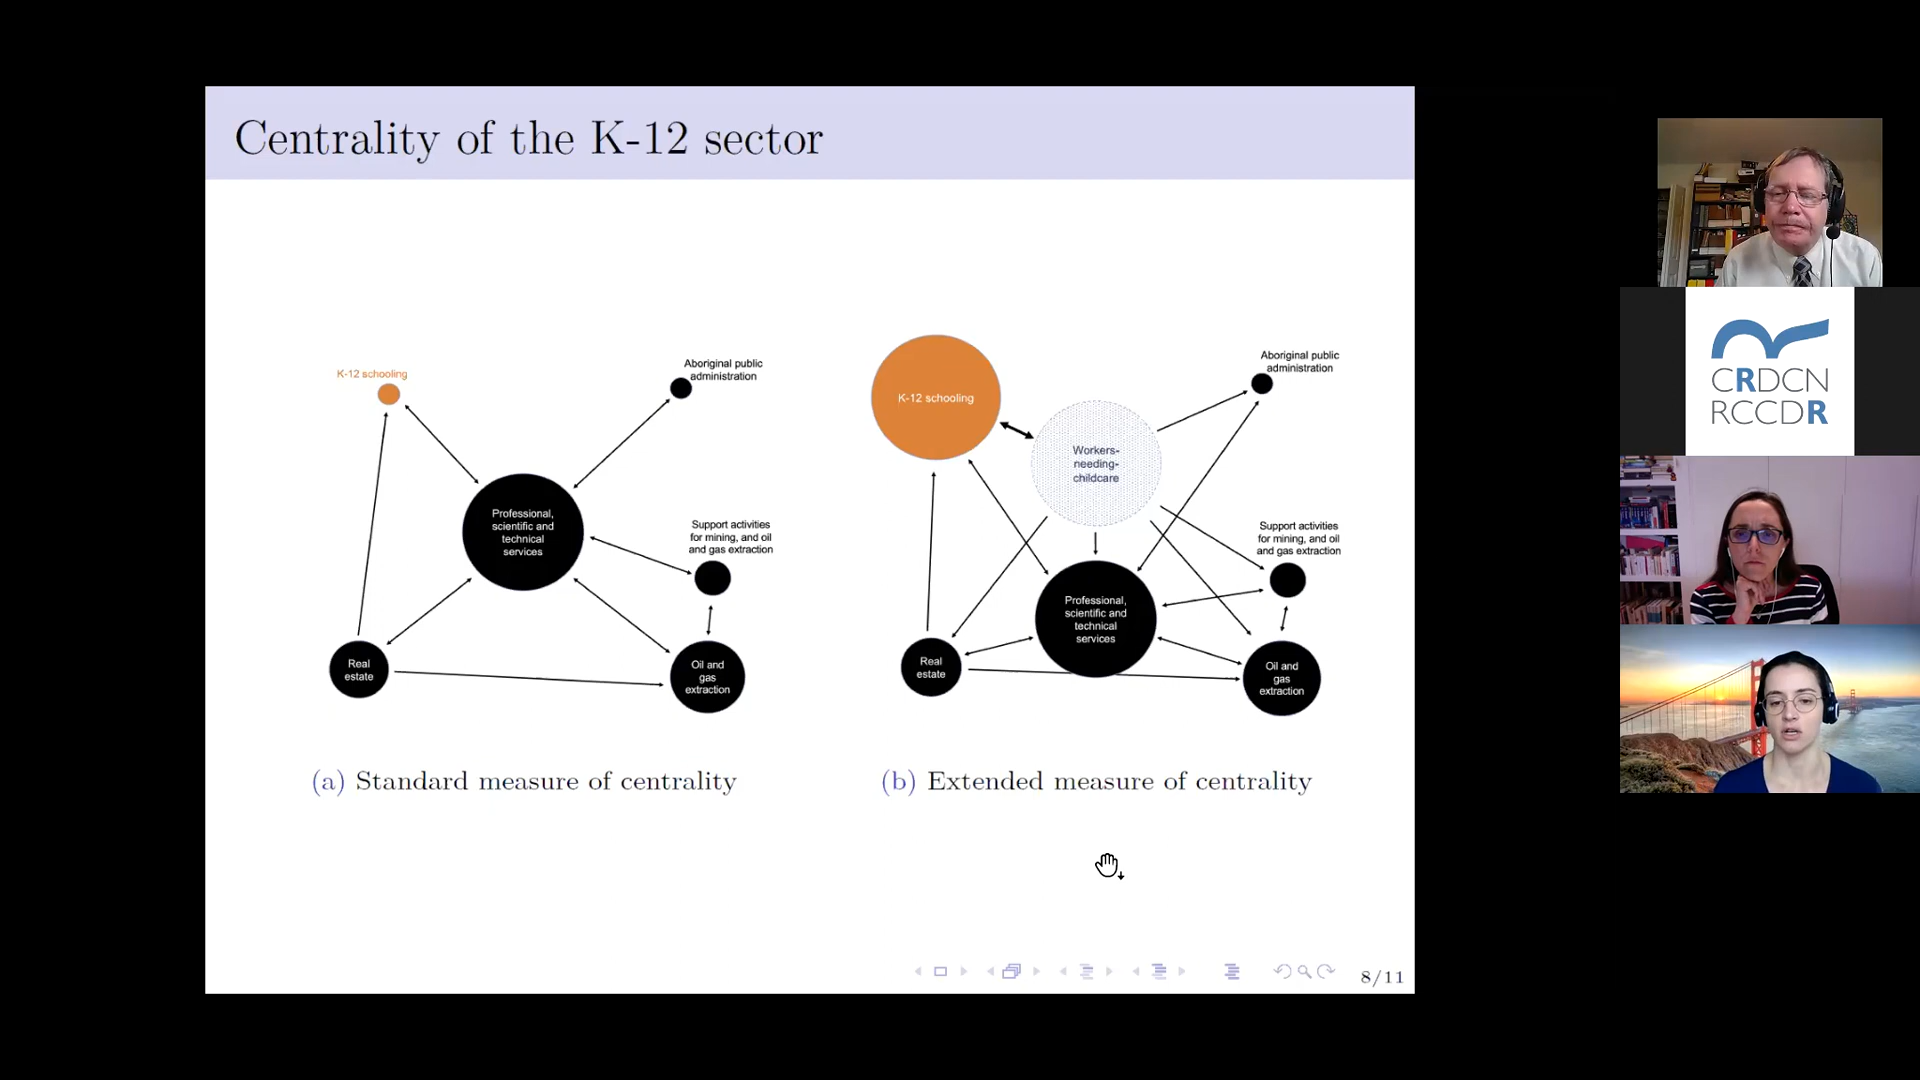 Centrality of the K-12 sector
K-12 schooling
Aboriginal public
administration
Professional,
scientific and
technical
services
Support activities
for mining, and oil
and gas extraction
Real
estate
Oil and
gas
extraction
(a) Standard measure of centrality
K-12 schooling
Workers-
needing-
childcare
Aboriginal public
administration
Support activities
for mining, and oil
and gas extraction
Professional,
scientific and
technical
services
Real
estate
Oil and
gas
extraction
(b) Extended measure of centrality
8/11
CRDCN
RCCDR